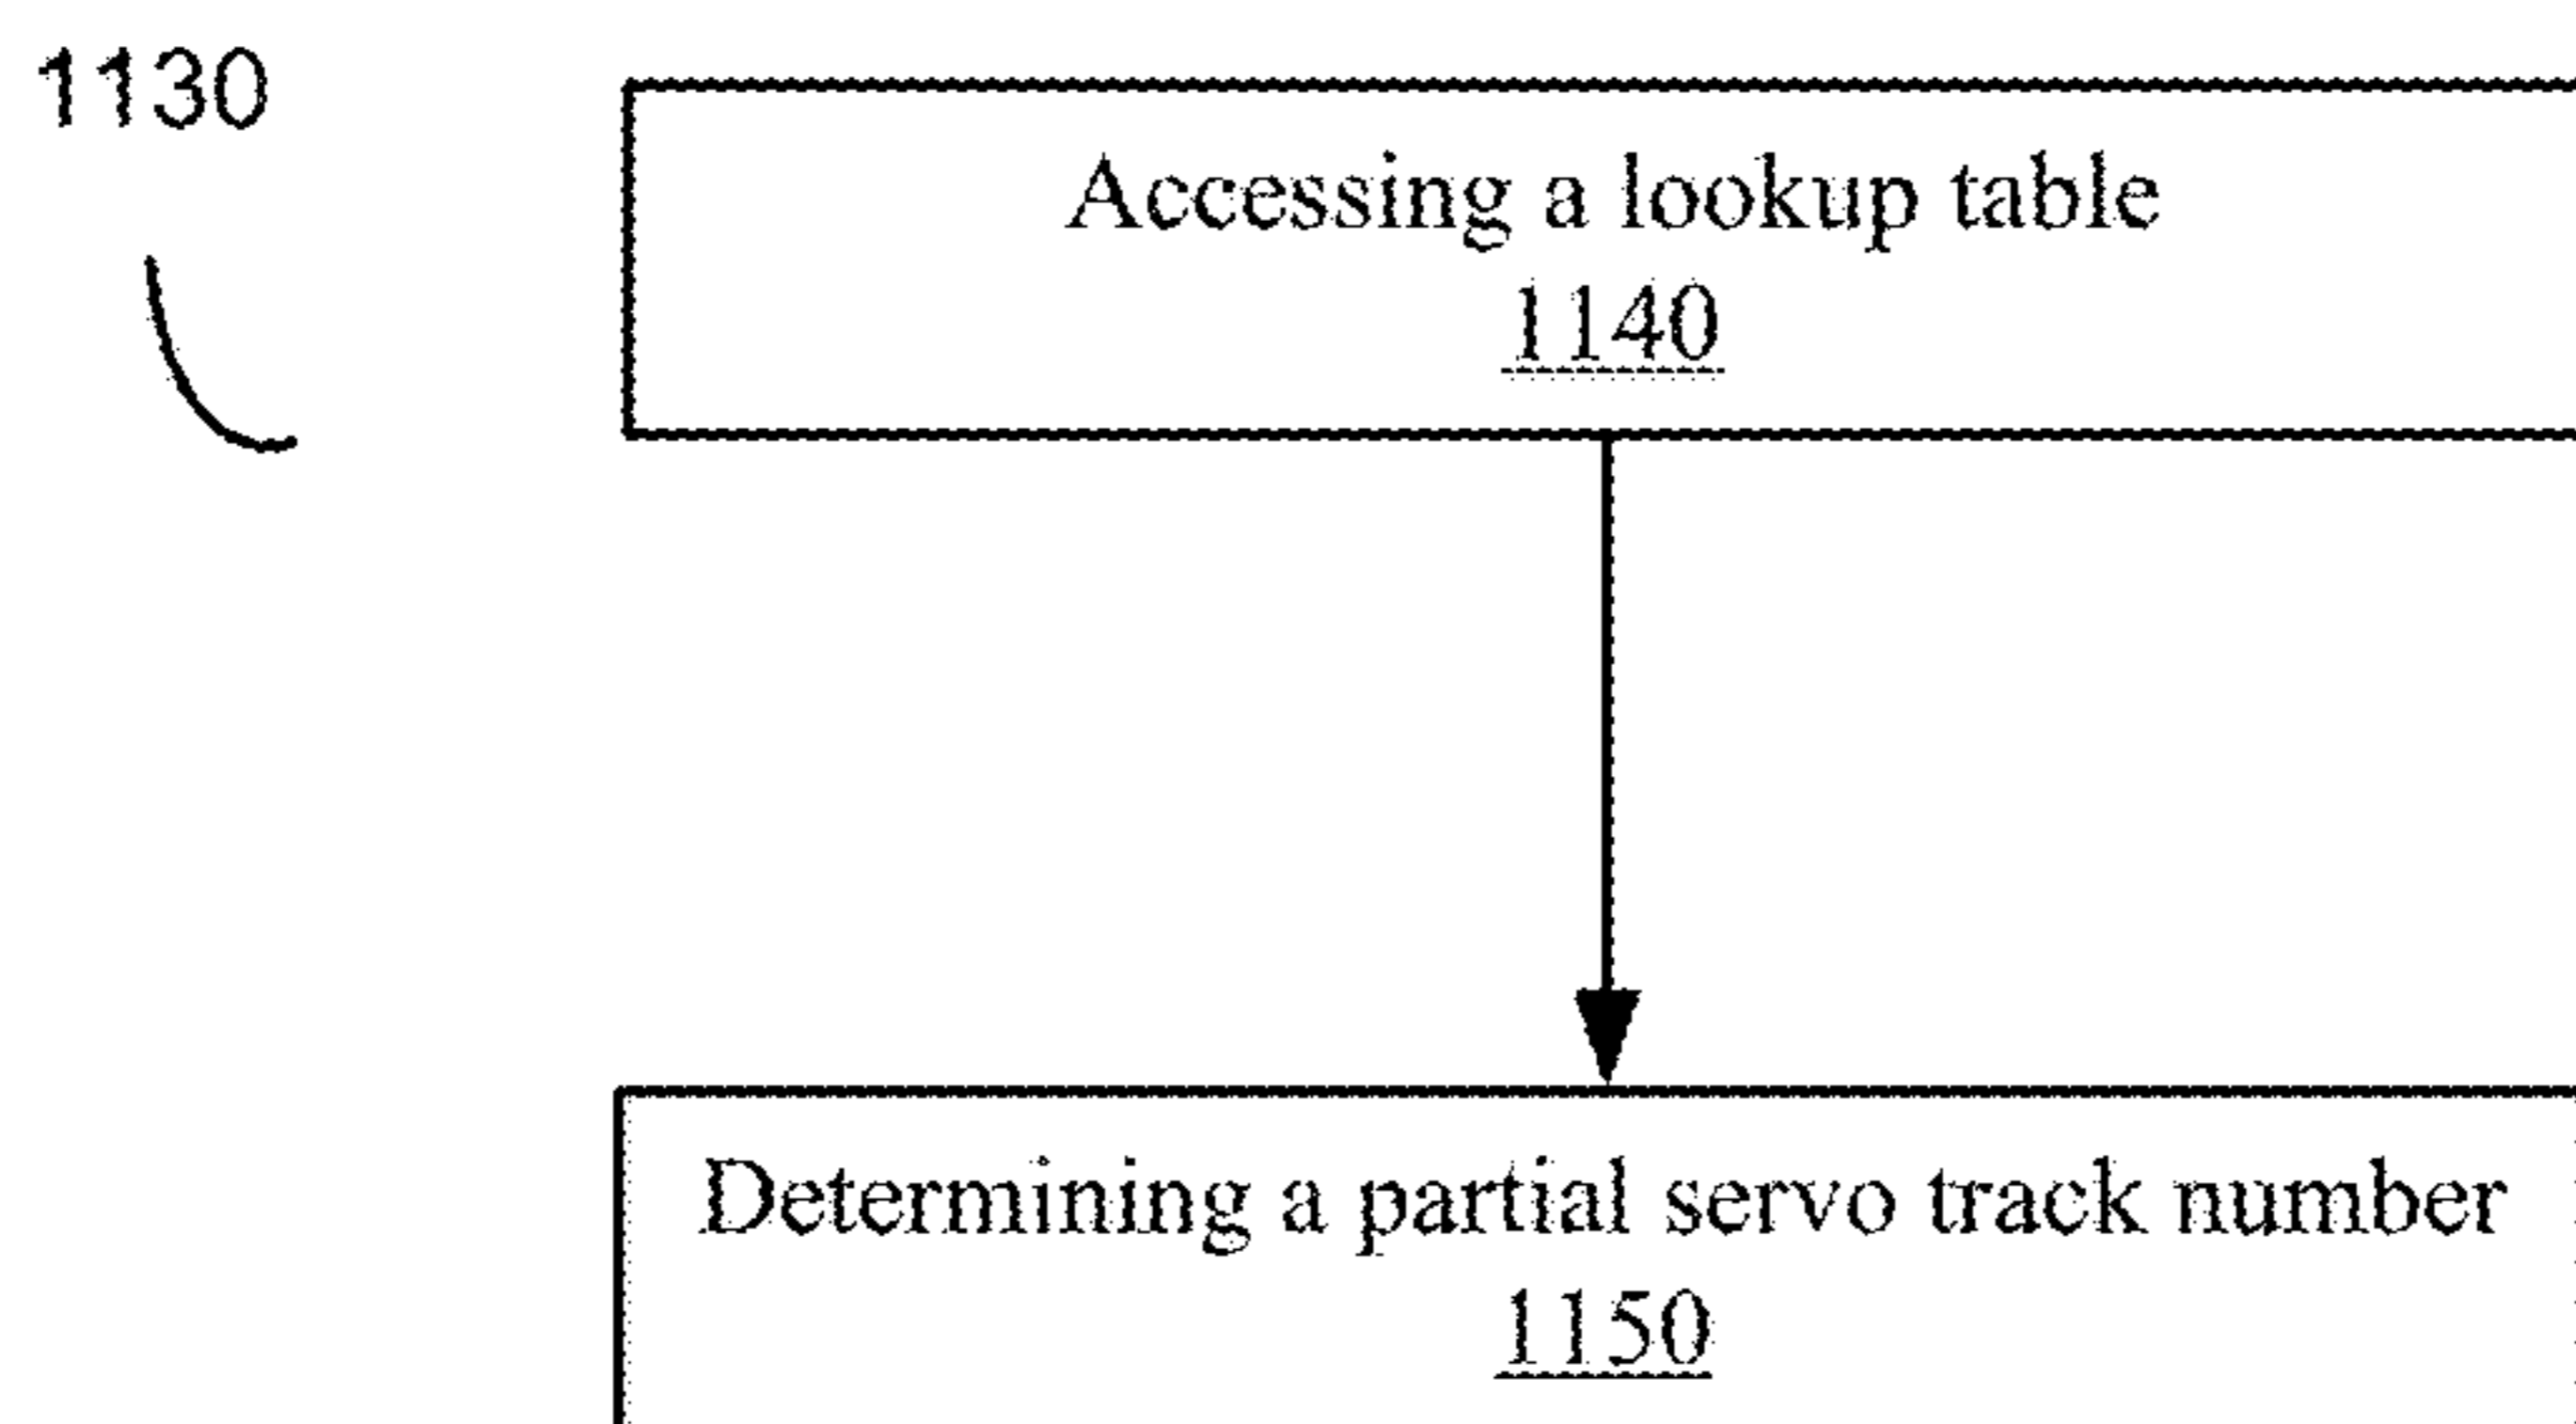 1130
Accessing a lookup table
1140
Determining a partial servo track number
1150